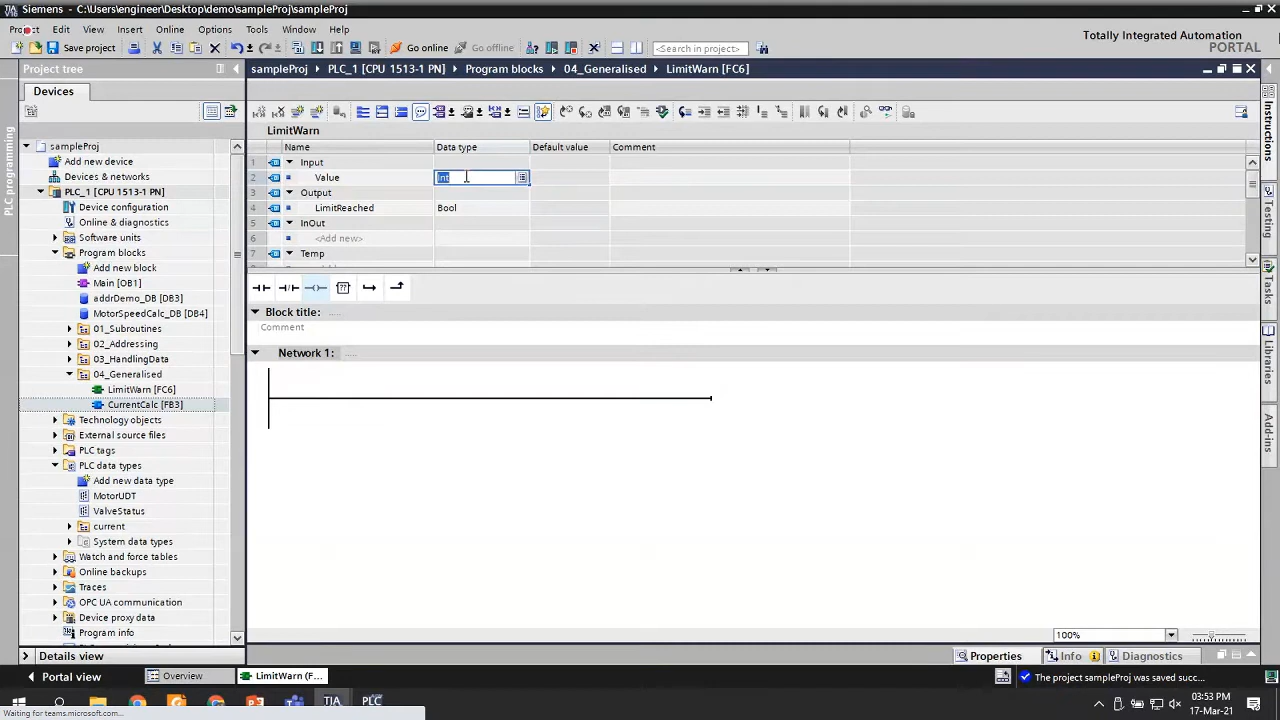 Siemens - C:\Users\engineer\Desktop\demo\sampleProj\sampleProj
Project Edit View Insert Online Options Tools Window Help
Totally Integrated Automation
PORTAL
Save project
Go online
Go offline
<Search in project>
Project tree
sampleProj
PLC_1 [CPU 1513-1 PN]
Program blocks
04_Generalised
LimitWarn [FC6]
Devices
PLC programming
sampleProj
Add new device
Devices & networks
PLC_1 [CPU 1513-1 PN]
Device configuration
Online & diagnostics
Software units
Program blocks
Add new block
Main [OB1]
addrDemo_DB [DB3]
MotorSpeedCalc_DB [DB4]
01_Subroutines
02_Addressing
03_HandlingData
04_Generalised
LimitWarn [FC6]
CurrentCalc [FB3]
Technology objects
External source files
PLC tags
PLC data types
Add new data type
MotorUDT
ValveStatus
current
System data types
Watch and force tables
Online backups
Traces
OPC UA communication
Device proxy data
Program info
Details view
LimitWarn
Name Data type Default value Comment
1 Input
2 Value Int
3 Output
4 LimitReached Bool
5 InOut
6 <Add new>
7 Temp
??
Block title: .....
Comment
Network 1: .....
100%
Instructions
Testing
Tasks
Libraries
Add-ins
Properties
Info
Diagnostics
Portal view
Overview
LimitWarn (F...
The project sampleProj was saved succ...
Waiting for teams.microsoft.com...
03:53 PM
17-Mar-21